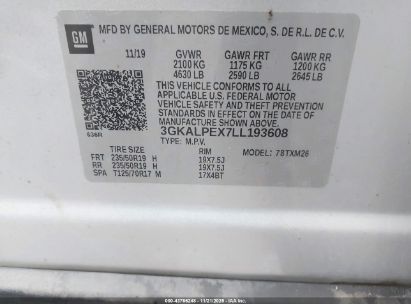 GM
MFD BY GENERAL MOTORS DE MEXICO, S. DE R.L. DE C.V.
11/19 GVWR GAWR FRT GAWR RR
2100 KG 1175 KG 1200 KG
4630 LB 2590 LB 2645 LB
THIS VEHICLE CONFORMS TO ALL
APPLICABLE U.S. FEDERAL MOTOR
VEHICLE SAFETY AND THEFT PREVENTION
STANDARDS IN EFFECT ON THE DATE OF
MANUFACTURE SHOWN ABOVE.
3GKALPEX7LL193608
TYPE: M.P.V. MODEL: 78TXM26
TIRE SIZE RIM
FRT 235/50R19 H 19X7.5J
RR 235/50R19 H 19X7.5J
SPA T125/70R17 M 17X4BT